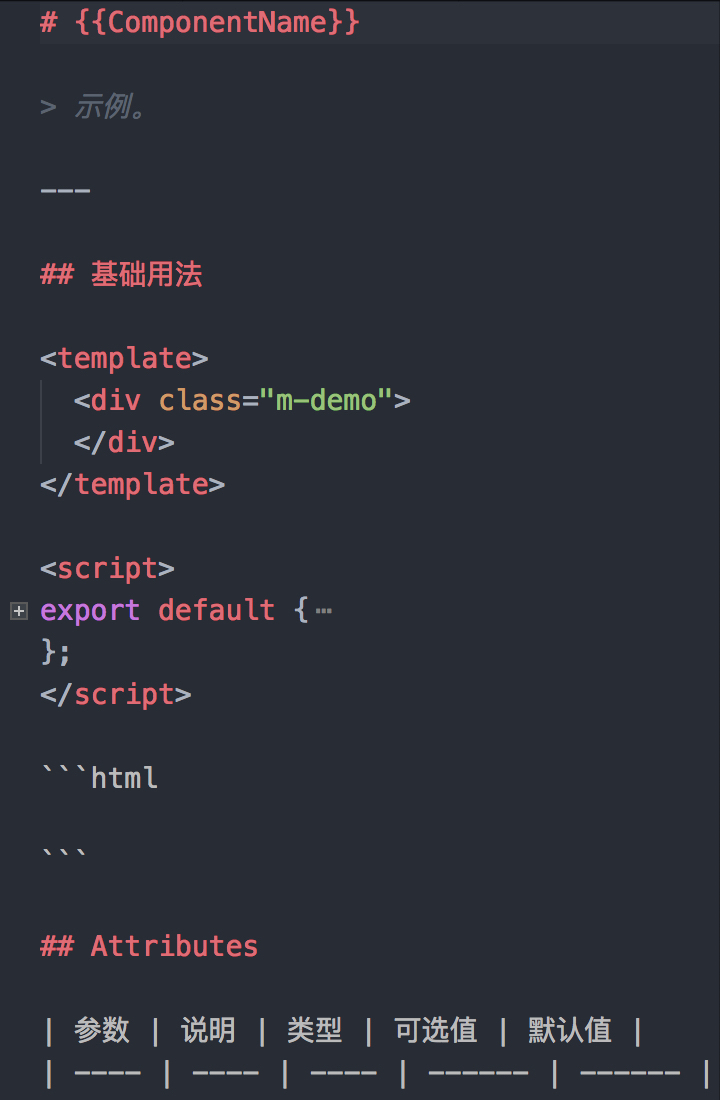 # {{ComponentName}}
> 示例。
---
## 基础用法
<template>
<div class="m-demo">
</div>
</template>
<script>
export default {
};
</script>
```html
```
## Attributes
| 参数 | 说明 | 类型 | 可选值 | 默认值 |
| ---- | ---- | ---- | ------ | ------ |